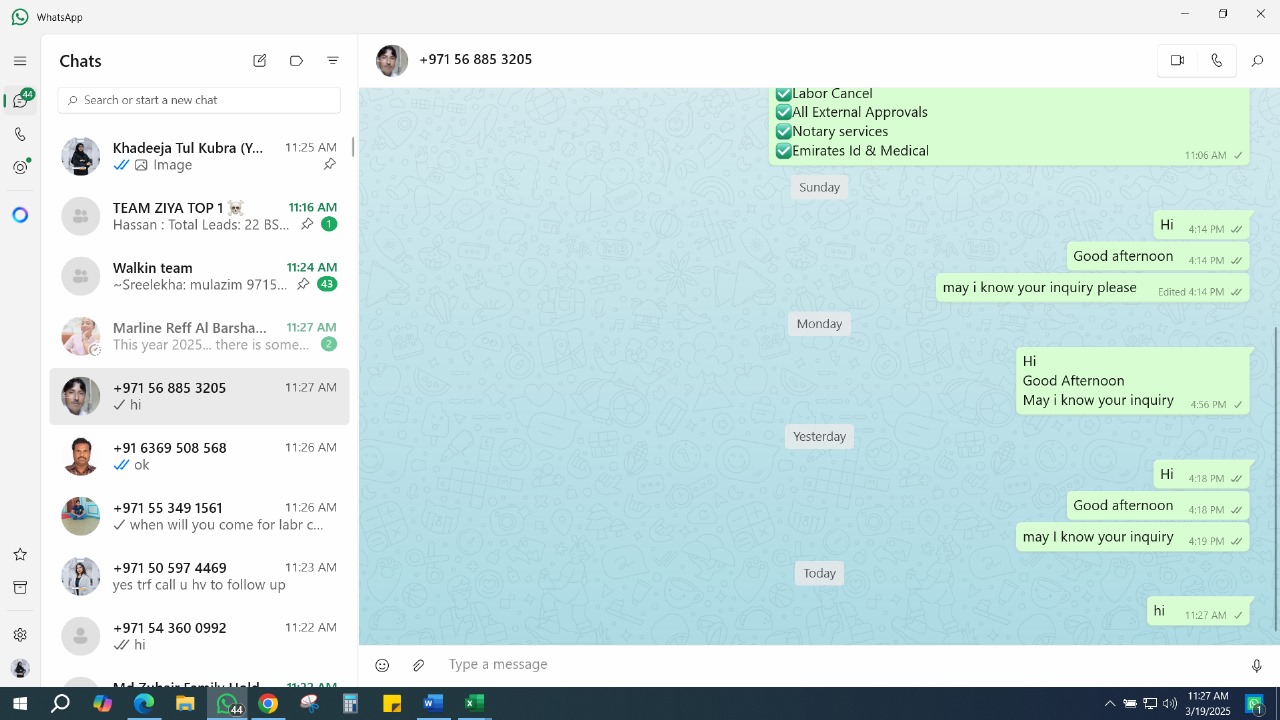 WhatsApp
Chats
Search or start a new chat
44
Khadeeja Tul Kubra (Y... 11:25 AM
Image
TEAM ZIYA TOP 1 ☠️ 11:16 AM
Hassan : Total Leads: 22 BS... 1
Walkin team 11:24 AM
~Sreelekha: mulazim 9715... 43
Marline Reff Al Barsha... 11:27 AM
This year 2025... there is some... 2
+971 56 885 3205 11:27 AM
hi
+91 6369 508 568 11:26 AM
ok
+971 55 349 1561 11:26 AM
when will you come for labr c...
+971 50 597 4469 11:23 AM
yes trf call u hv to follow up
+971 54 360 0992 11:22 AM
hi
+971 56 885 3205
✅Labor Cancel
✅All External Approvals
✅Notary services
✅Emirates Id & Medical
11:06 AM
Sunday
Hi 4:14 PM
Good afternoon 4:14 PM
may i know your inquiry please Edited 4:14 PM
Monday
Hi
Good Afternoon
May i know your inquiry 4:56 PM
Yesterday
Hi 4:18 PM
Good afternoon 4:18 PM
may I know your inquiry 4:19 PM
Today
hi 11:27 AM
Type a message
44
11:27 AM
3/19/2025